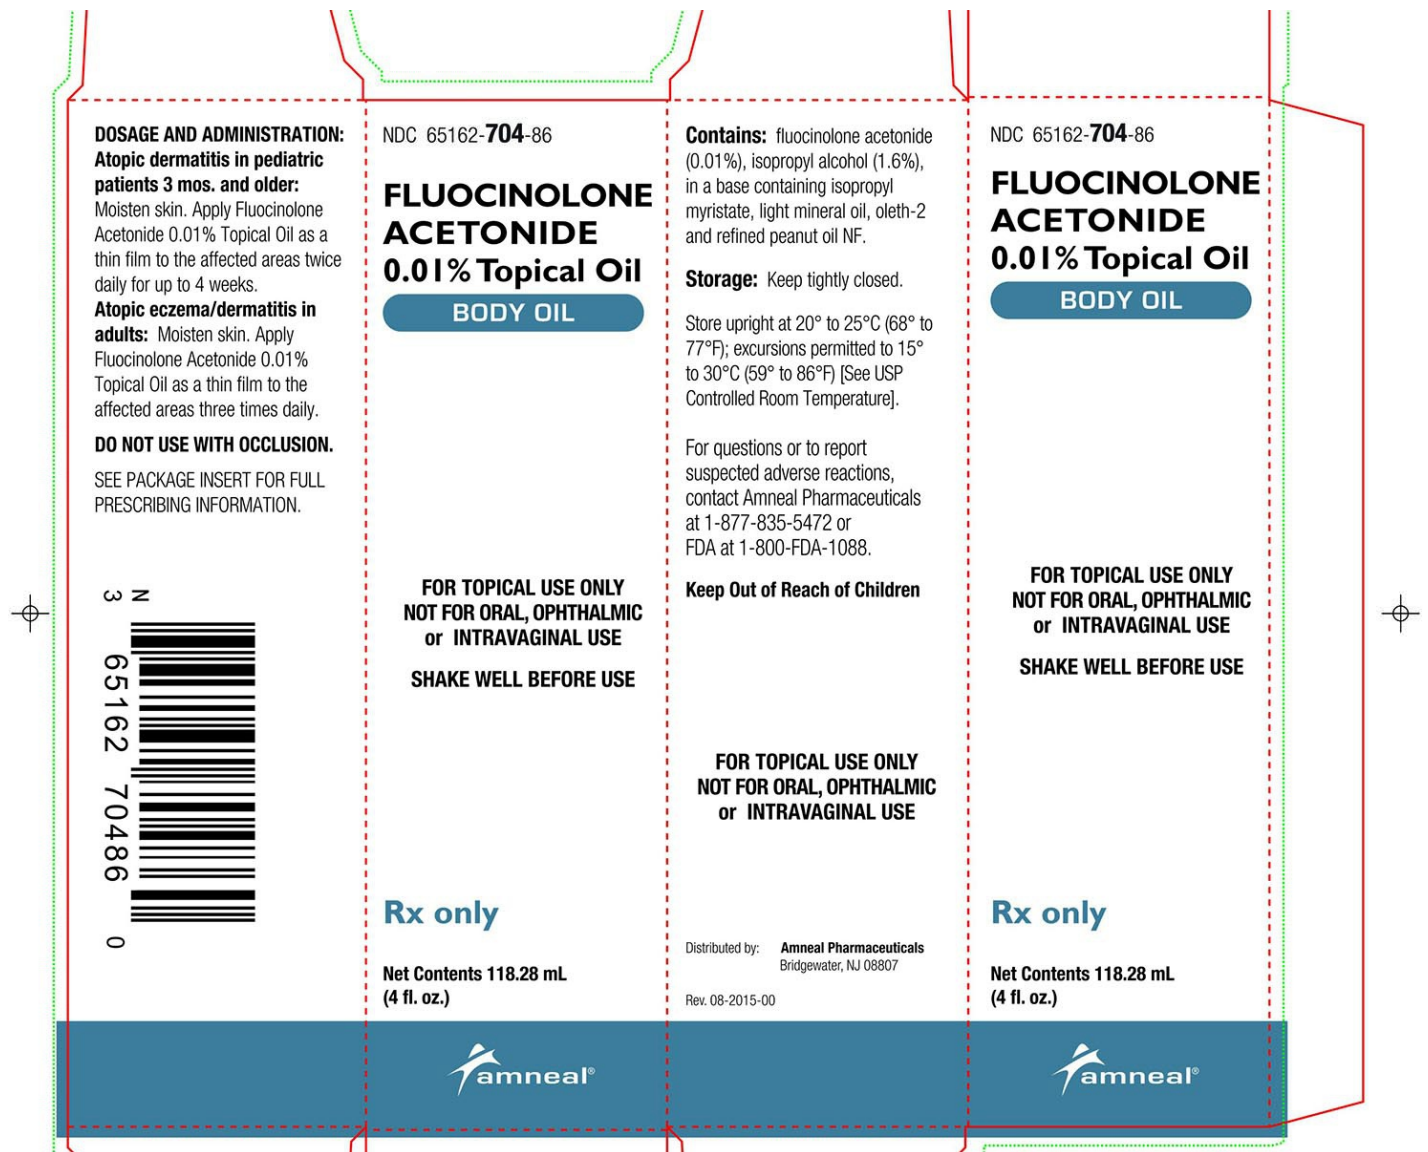 DOSAGE AND ADMINISTRATION:
Atopic dermatitis in pediatric
patients 3 mos. and older:
Moisten skin. Apply Fluocinolone
Acetonide 0.01% Topical Oil as a
thin film to the affected areas twice
daily for up to 4 weeks.
Atopic eczema/dermatitis in
adults: Moisten skin. Apply
Fluocinolone Acetonide 0.01%
Topical Oil as a thin film to the
affected areas three times daily.
DO NOT USE WITH OCCLUSION.
SEE PACKAGE INSERT FOR FULL
PRESCRIBING INFORMATION.
N
3 65162 70486 0
NDC 65162-704-86
FLUOCINOLONE
ACETONIDE
0.01% Topical Oil
BODY OIL
FOR TOPICAL USE ONLY
NOT FOR ORAL, OPHTHALMIC
or INTRAVAGINAL USE
SHAKE WELL BEFORE USE
Rx only
Net Contents 118.28 mL
(4 fl. oz.)
amneal®
Contains: fluocinolone acetonide
(0.01%), isopropyl alcohol (1.6%),
in a base containing isopropyl
myristate, light mineral oil, oleth-2
and refined peanut oil NF.
Storage: Keep tightly closed.
Store upright at 20° to 25°C (68° to
77°F); excursions permitted to 15°
to 30°C (59° to 86°F) [See USP
Controlled Room Temperature].
For questions or to report
suspected adverse reactions,
contact Amneal Pharmaceuticals
at 1-877-835-5472 or
FDA at 1-800-FDA-1088.
Keep Out of Reach of Children
FOR TOPICAL USE ONLY
NOT FOR ORAL, OPHTHALMIC
or INTRAVAGINAL USE
Distributed by: Amneal Pharmaceuticals
Bridgewater, NJ 08807
Rev. 08-2015-00
NDC 65162-704-86
FLUOCINOLONE
ACETONIDE
0.01% Topical Oil
BODY OIL
FOR TOPICAL USE ONLY
NOT FOR ORAL, OPHTHALMIC
or INTRAVAGINAL USE
SHAKE WELL BEFORE USE
Rx only
Net Contents 118.28 mL
(4 fl. oz.)
amneal®